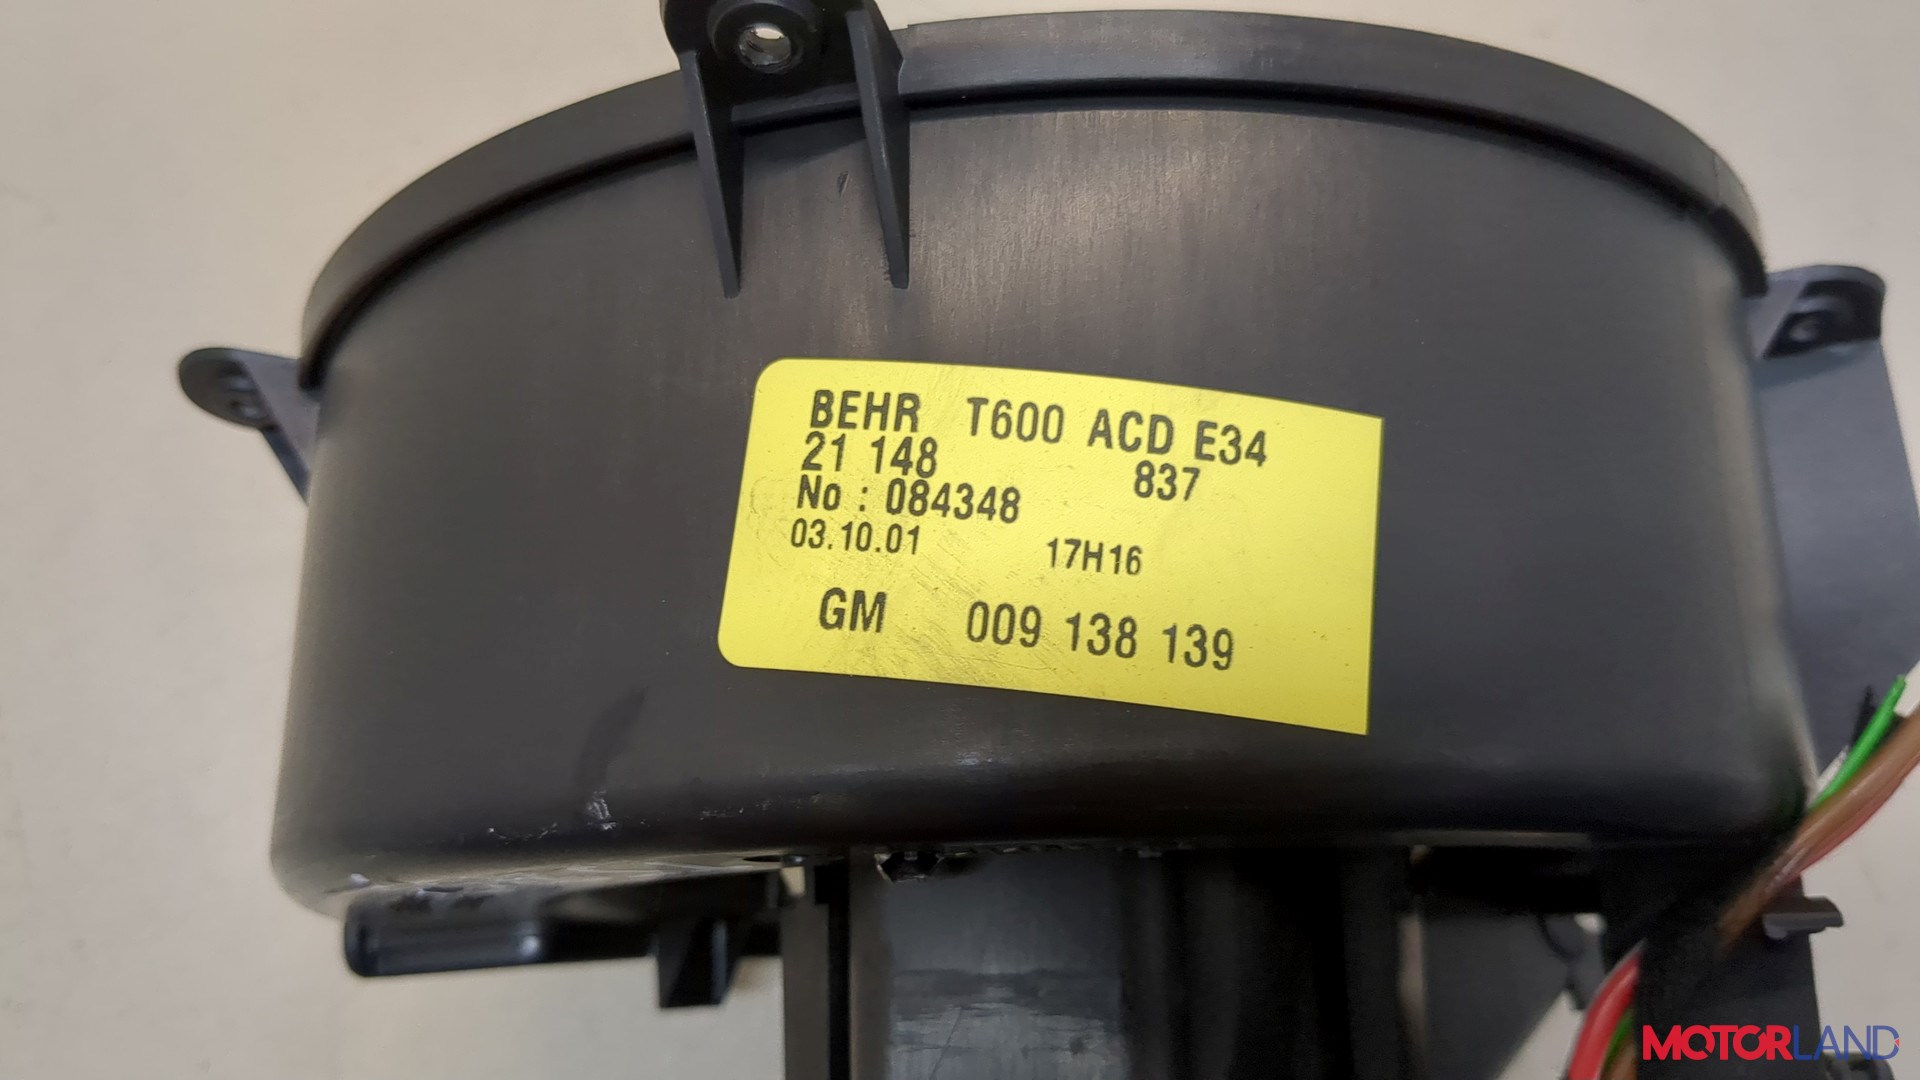 BEHR T600 ACD E34
21 148 837
No : 084348
03.10.01 17H16
GM 009 138 139
MOTORLAND